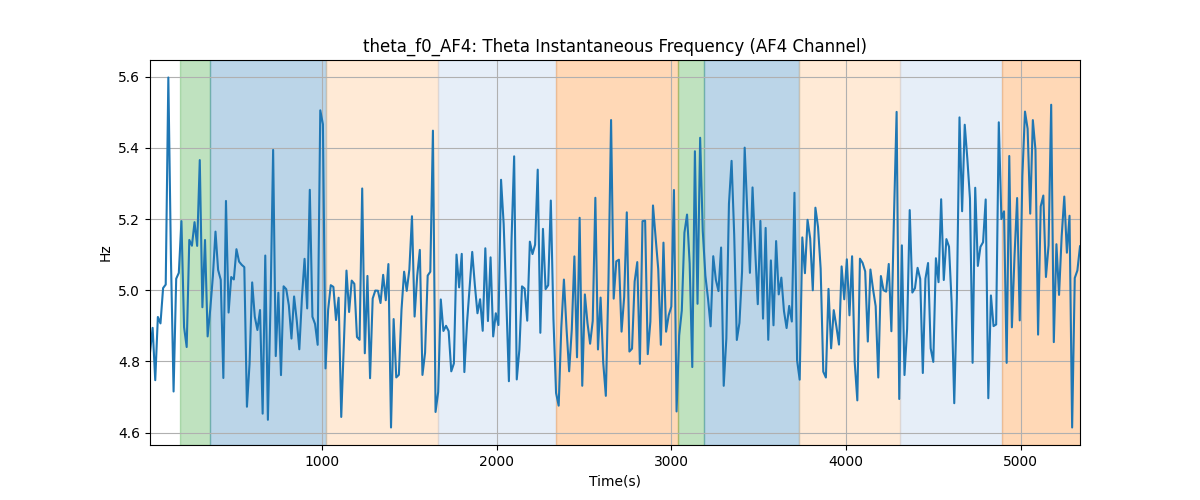 theta_f0_AF4: Theta Instantaneous Frequency (AF4 Channel)
5.6
5.4
5.2
5.0
4.8
4.6
Hz
1000 2000 3000 4000 5000
Time(s)